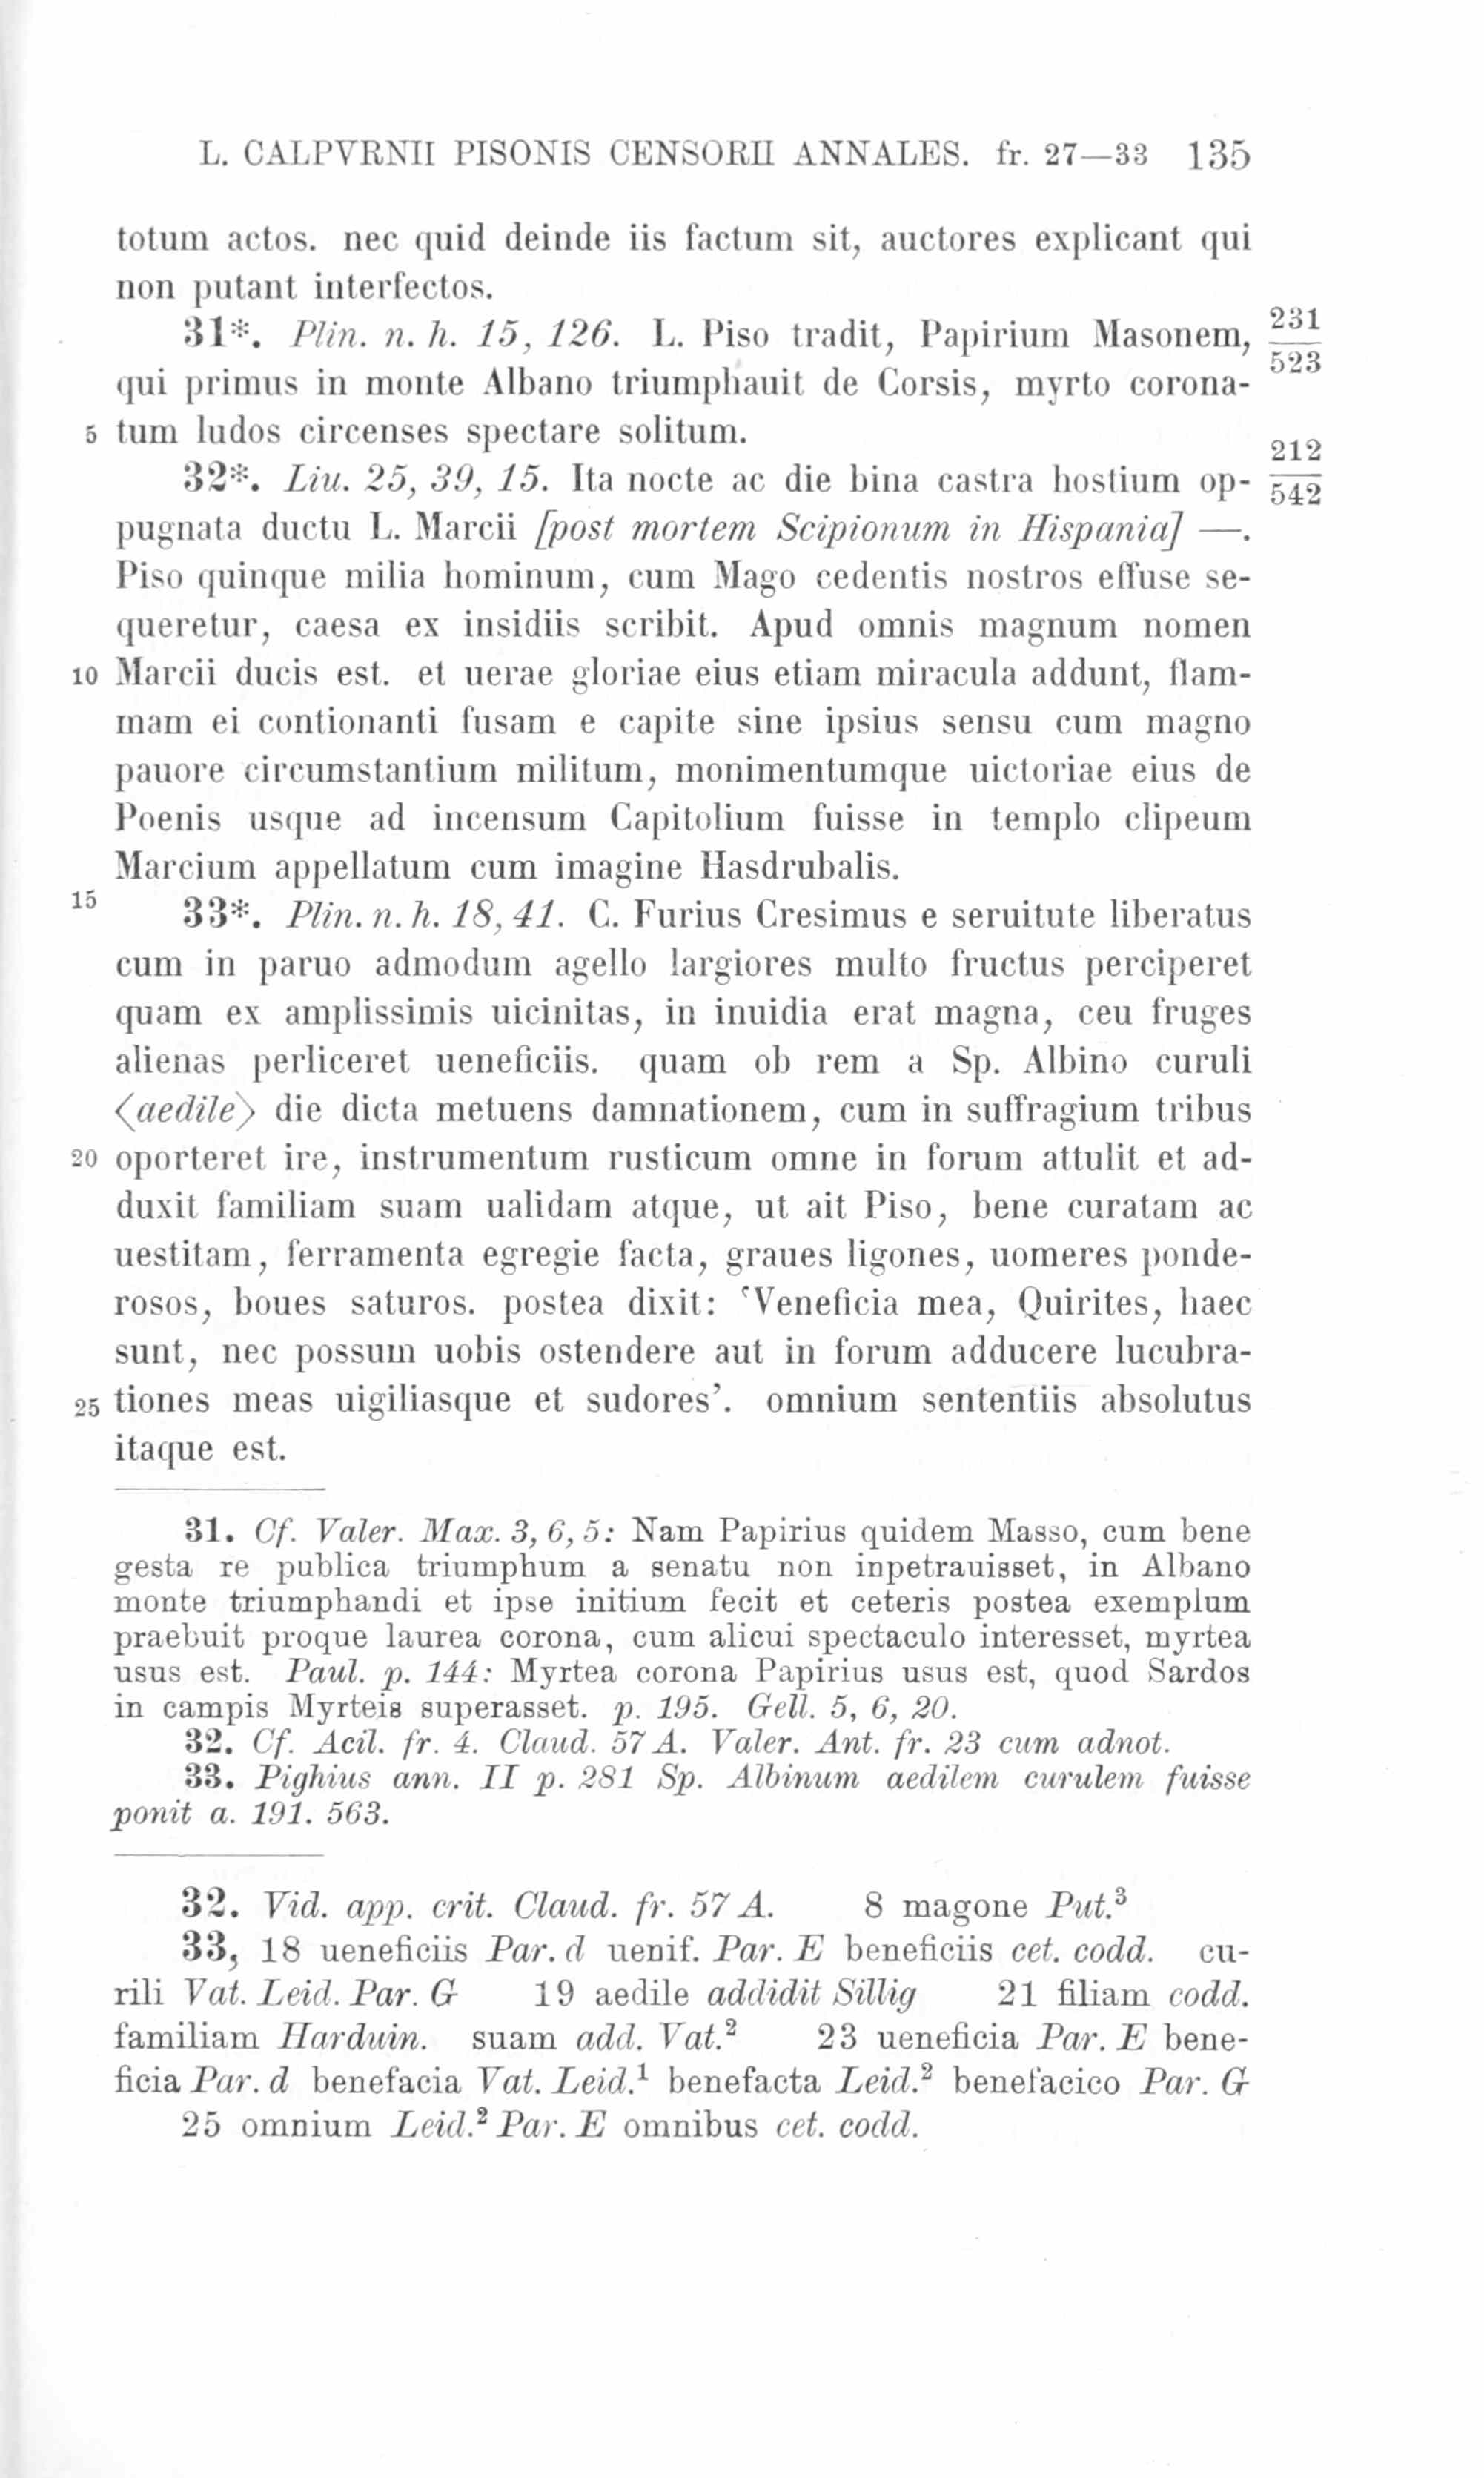 L. CALPVRNII PISONIS CENSORII ANNALES. fr. 27—33 135
totum actos. nec quid deinde iis factum sit, auctores explicant qui
non putant interfectos.
31*. Plin. n. h. 15, 126. L. Piso tradit, Papirium Masonem, 231/523
qui primus in monte Albano triumphauit de Corsis, myrto corona-
5 tum ludos circenses spectare solitum.
32*. Liu. 25, 39, 15. Ita nocte ac die bina castra hostium op- 212/542
pugnata ductu L. Marcii [post mortem Scipionum in Hispania] —.
Piso quinque milia hominum, cum Mago cedentis nostros effuse se-
queretur, caesa ex insidiis scribit. Apud omnis magnum nomen
10 Marcii ducis est. et uerae gloriae eius etiam miracula addunt, flam-
mam ei contionanti fusam e capite sine ipsius sensu cum magno
pauore circumstantium militum, monimentumque uictoriae eius de
Poenis usque ad incensum Capitolium fuisse in templo clipeum
Marcium appellatum cum imagine Hasdrubalis.
15 33*. Plin. n. h. 18, 41. C. Furius Cresimus e seruitute liberatus
cum in paruo admodum agello largiores multo fructus perciperet
quam ex amplissimis uicinitas, in inuidia erat magna, ceu fruges
alienas perliceret ueneficiis. quam ob rem a Sp. Albino curuli
⟨aedile⟩ die dicta metuens damnationem, cum in suffragium tribus
20 oporteret ire, instrumentum rusticum omne in forum attulit et ad-
duxit familiam suam ualidam atque, ut ait Piso, bene curatam ac
uestitam, ferramenta egregie facta, graues ligones, uomeres ponde-
rosos, boues saturos. postea dixit: ‘Veneficia mea, Quirites, haec
sunt, nec possum uobis ostendere aut in forum adducere lucubra-
25 tiones meas uigiliasque et sudores’. omnium sententiis absolutus
itaque est.
31. Cf. Valer. Max. 3, 6, 5: Nam Papirius quidem Masso, cum bene
gesta re publica triumphum a senatu non inpetrauisset, in Albano
monte triumphandi et ipse initium fecit et ceteris postea exemplum
praebuit proque laurea corona, cum alicui spectaculo interesset, myrtea
usus est. Paul. p. 144: Myrtea corona Papirius usus est, quod Sardos
in campis Myrteis superasset. p. 195. Gell. 5, 6, 20.
32. Cf. Acil. fr. 4. Claud. 57 A. Valer. Ant. fr. 23 cum adnot.
33. Pighius ann. II p. 281 Sp. Albinum aedilem curulem fuisse
ponit a. 191. 563.
32. Vid. app. crit. Claud. fr. 57 A. 8 magone Put.³
33, 18 ueneficiis Par. d uenif. Par. E beneficiis cet. codd. cu-
rili Vat. Leid. Par. G 19 aedile addidit Sillig 21 filiam codd.
familiam Harduin. suam add. Vat.² 23 ueneficia Par. E bene-
ficia Par. d benefacia Vat. Leid.¹ benefacta Leid.² benefacico Par. G
25 omnium Leid.² Par. E omnibus cet. codd.